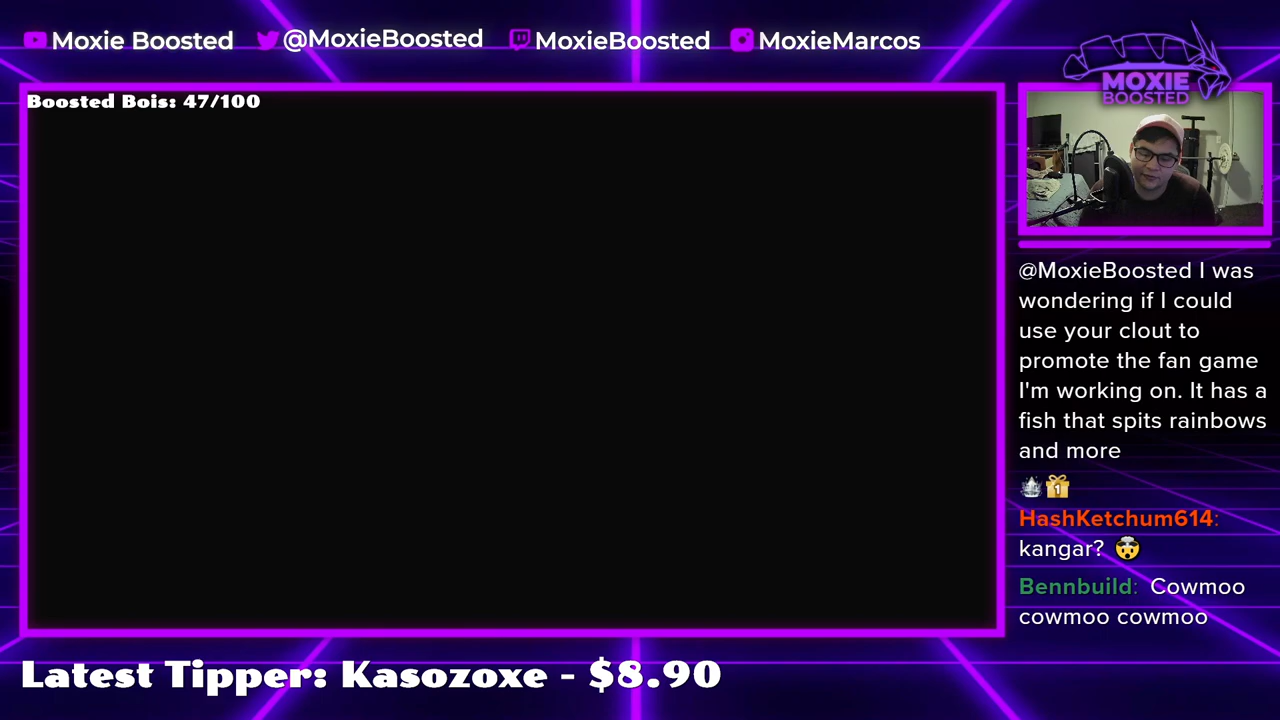 Moxie Boosted @MoxieBoosted MoxieBoosted MoxieMarcos
MOXIE
BOOSTED
Boosted Bois: 47/100
@MoxieBoosted I was
wondering if I could
use your clout to
promote the fan game
I'm working on. It has a
fish that spits rainbows
and more
1
HashKetchum614:
kangar? 🤯
Bennbuild: Cowmoo
cowmoo cowmoo
Latest Tipper: Kasozoxe - $8.90